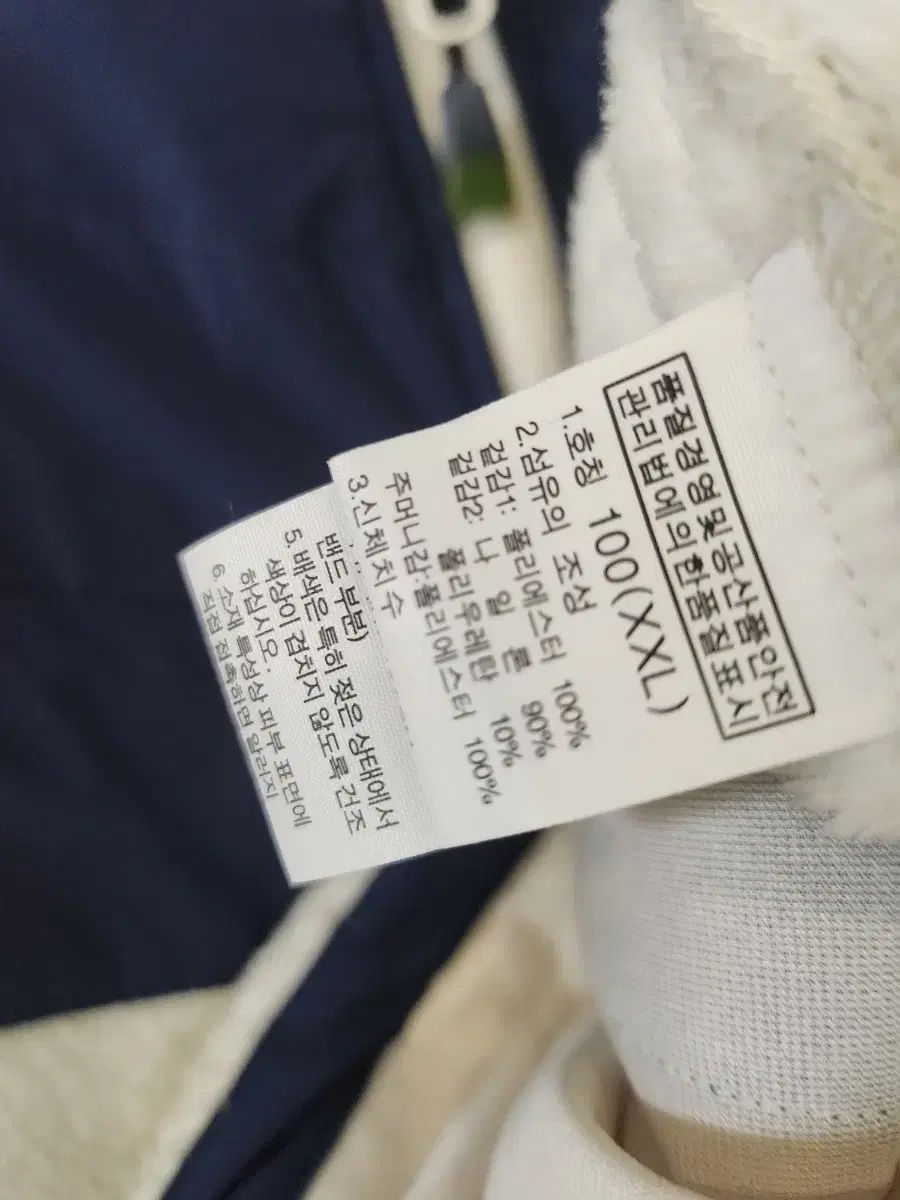 품질경영및공산품안전
관리법에의한품질표시
1.호칭 100(XXL)
2.섬유의 조성
겉감1: 폴리에스터 100%
겉감2: 나 일 론 90%
폴리우레탄 10%
주머니감:폴리에스터 100%
3.신체치수
밴드 부분)
5.배색은 특히 젖은 상태에서
색상이 겹치지 않도록 건조
하십시오.
6.소재 특성상 피부 표면에
직접 접촉하면 알러지